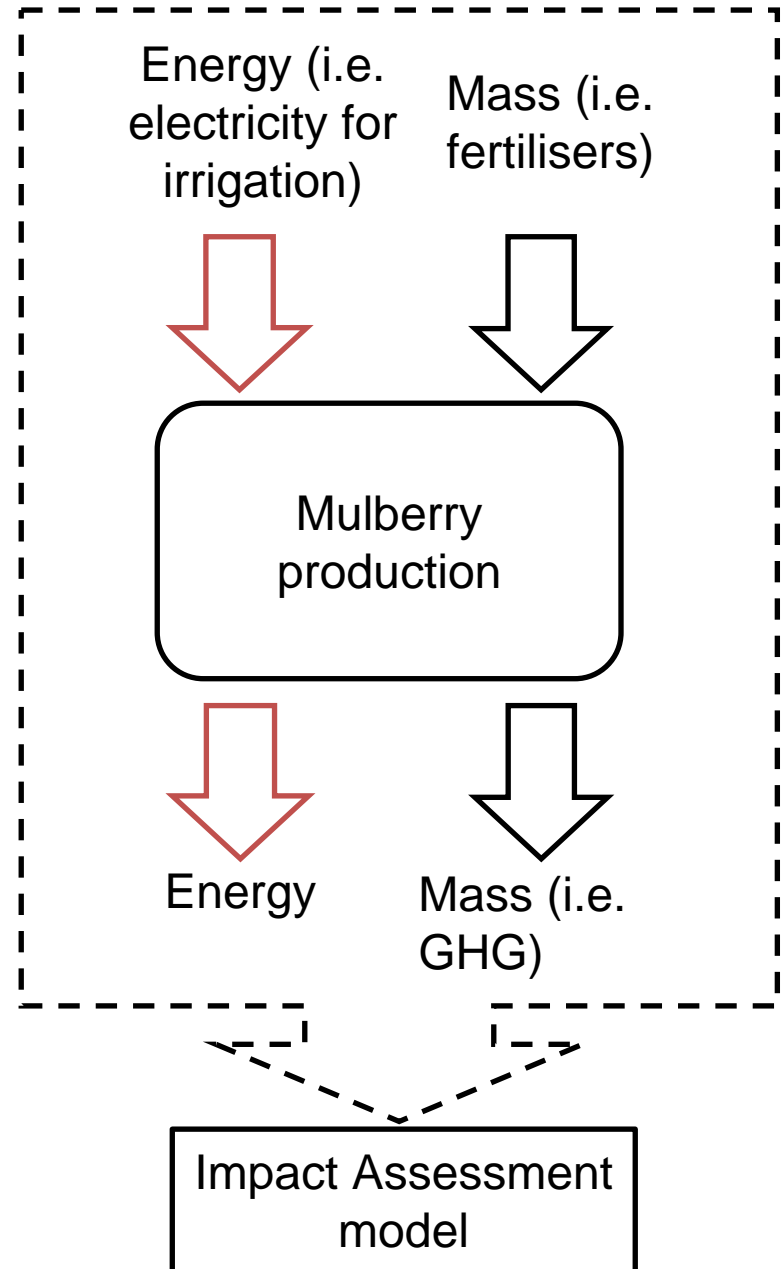 Energy (i.e.
electricity for
irrigation)
Mass (i.e.
fertilisers)
Mulberry
production
Energy
Mass (i.e.
GHG)
Impact Assessment
model